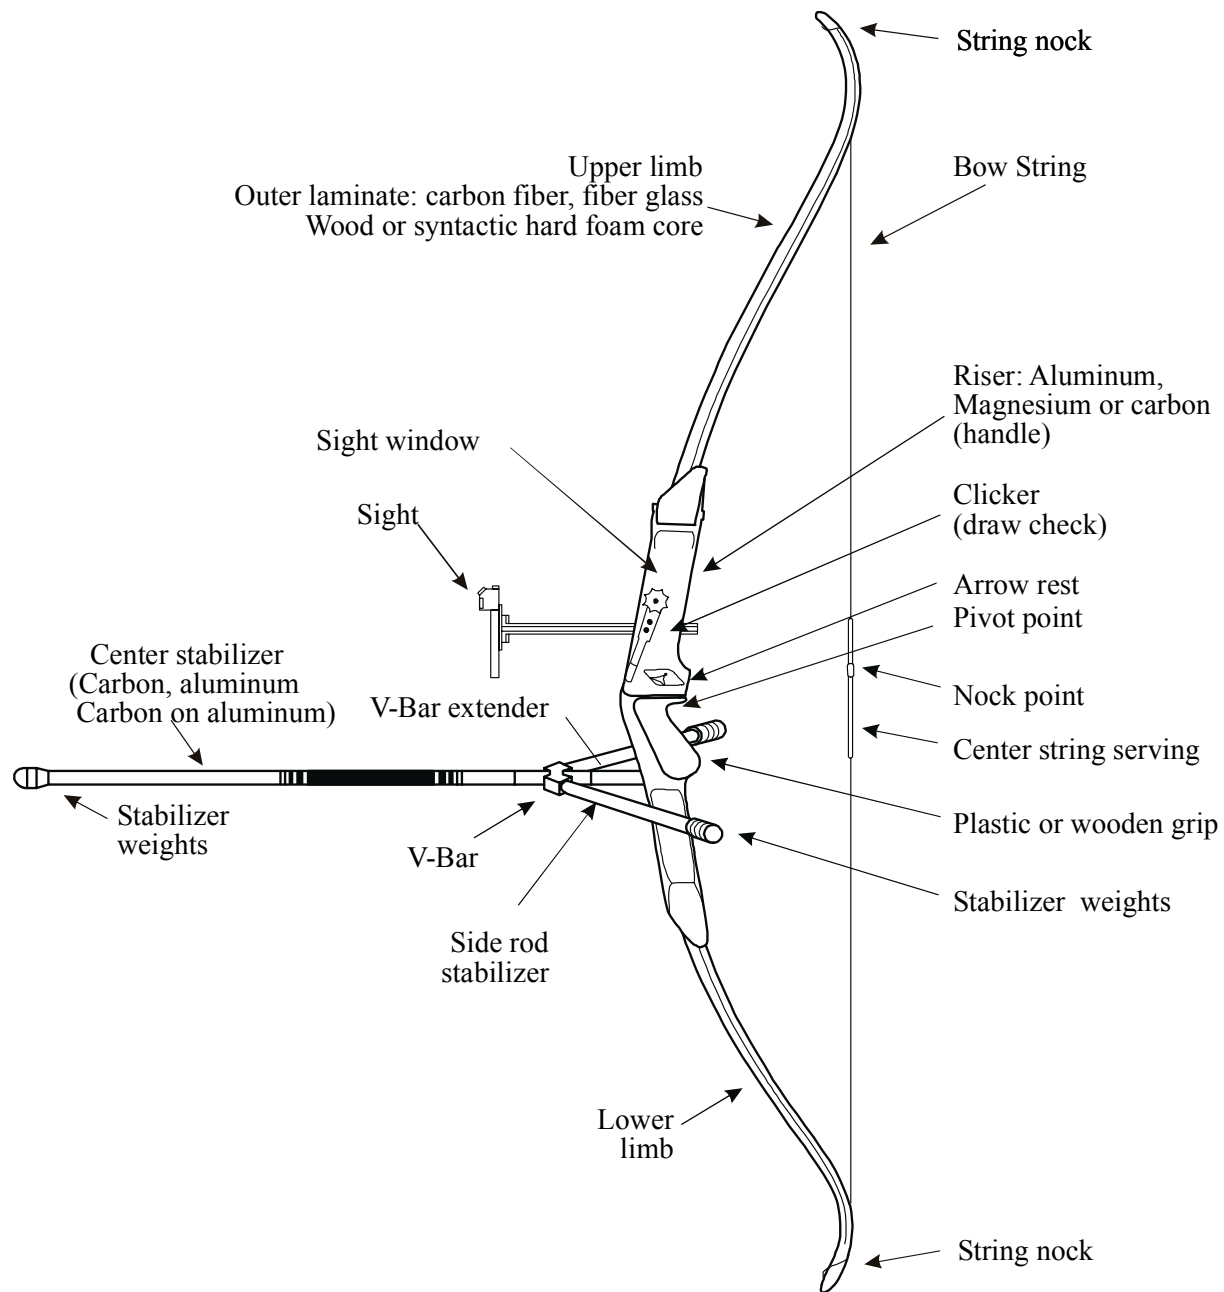 String nock
Upper limb
Outer laminate: carbon fiber, fiber glass
Wood or syntactic hard foam core
Bow String
Riser: Aluminum,
Magnesium or carbon
(handle)
Sight window
Clicker
(draw check)
Sight
Arrow rest
Pivot point
Center stabilizer
(Carbon, aluminum
Carbon on aluminum)
V-Bar extender
Nock point
Center string serving
Stabilizer
weights
V-Bar
Plastic or wooden grip
Stabilizer weights
Side rod
stabilizer
Lower
limb
String nock